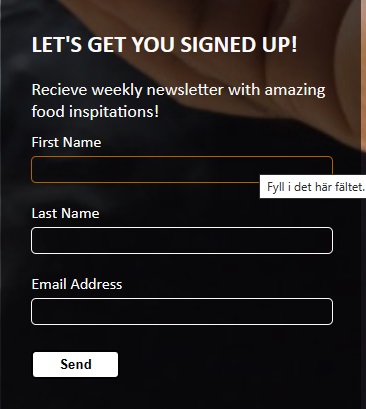 LET'S GET YOU SIGNED UP!
Recieve weekly newsletter with amazing
food inspitations!
First Name
Fyll i det här fältet.
Last Name
Email Address
Send